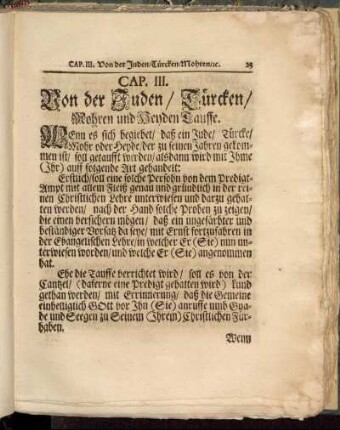 CAP. III. Von der Juden/Türcken/Mohren/ꝛc. 25
CAP. III.
Von der Juden/ Türcken/
Mohren und Heyden Tauffe.
WEnn es sich begiebet/ daß ein Jude/ Türcke/
Mohr oder Heyde/ der zu seinen Jahren gekom
men ist/ soll getaufft werden/ alsdann wird mit Ihme
(Ihr) auff folgende Art gehandelt:
Erstlich/ soll eine solche Persohn von dem Predigt-
Ampt mit allem Fleiß genau und gründlich in der rei
nen Christlichen Lehre unterwiesen und darzu gehal-
ten werden/ nach der Hand solche Proben zu zeigen/
die einen versichern mögen/ daß ein ungefärbter und
beständiger Vorsatz da seye/ mit Ernst fortzufahren in
der Evangelischen Lehre/ in welcher Er (Sie) nun un-
terwiesen worden/ und welche Er (Sie) angenommen
hat.
Ehe die Tauffe verrichtet wird/ soll es von der
Cantzel/ (daferne eine Predigt gehalten wird) kund
gethan werden/ mit Erinnerung/ daß die Gemeine
einhelliglich GOtt vor Ihn (Sie) anruffe umb Gna-
de und Seegen zu Seinem (Ihrem) Christlichen Für-
haben.
Wenn